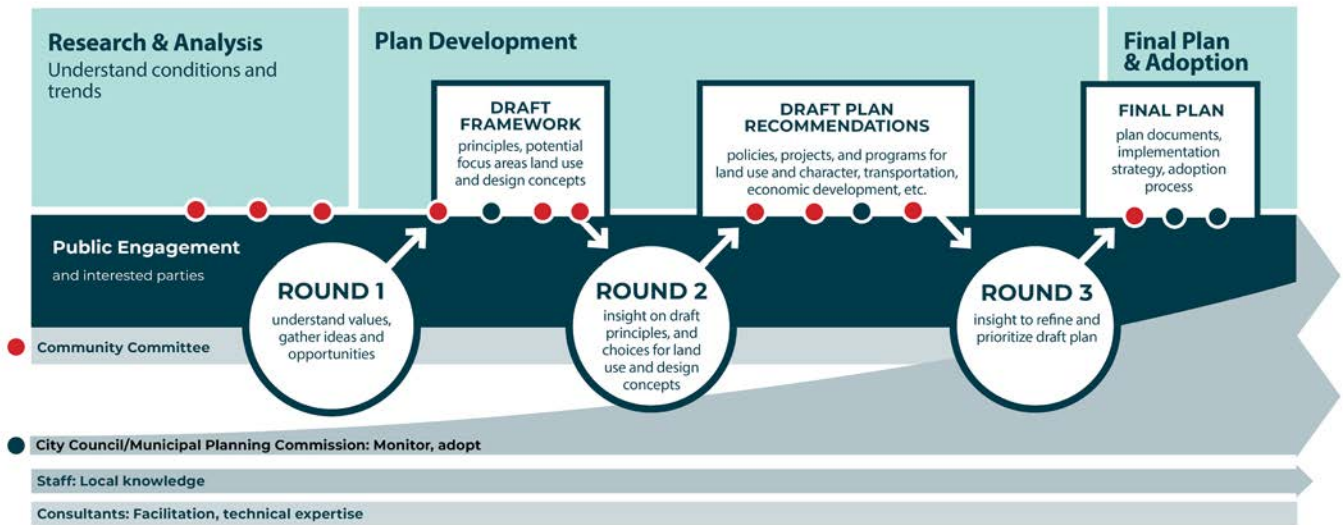 Research & Analysis
Understand conditions and
trends
Plan Development
Final Plan
& Adoption
DRAFT
FRAMEWORK
principles, potential
focus areas land use
and design concepts
DRAFT PLAN
RECOMMENDATIONS
policies, projects, and programs for
land use and character, transportation,
economic development, etc.
FINAL PLAN
plan documents,
implementation
strategy, adoption
process
Public Engagement
and interested parties
ROUND 1
understand values,
gather ideas and
opportunities
ROUND 2
insight on draft
principles, and
choices for land
use and design
concepts
ROUND 3
insight to refine and
prioritize draft plan
Community Committee
City Council/Municipal Planning Commission: Monitor, adopt
Staff: Local knowledge
Consultants: Facilitation, technical expertise